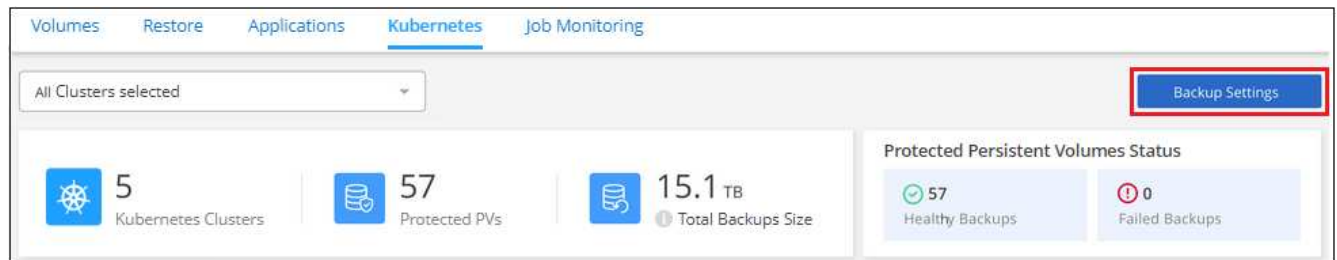 Volumes Restore Applications Kubernetes Job Monitoring
All Clusters selected
Backup Settings
5
Kubernetes Clusters
57
Protected PVs
15.1 TB
Total Backups Size
Protected Persistent Volumes Status
57
Healthy Backups
0
Failed Backups